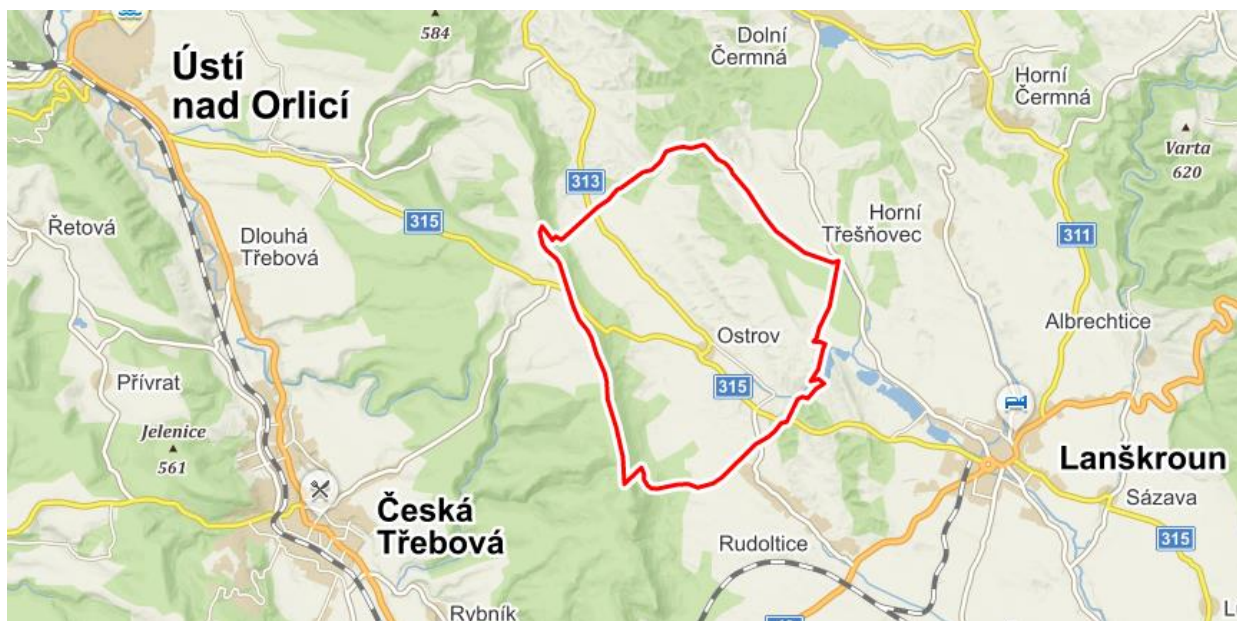 584
Ústí
nad Orlicí
Dolní
Čermná
Horní
Čermná
Varta
620
313
315
Řetová
Dlouhá
Třebová
Horní
Třešňovec
311
Albrechtice
Ostrov
315
Přívrat
Jelenice
561
Lanškroun
Česká
Třebová
Sázava
315
Rudoltice
Rybník